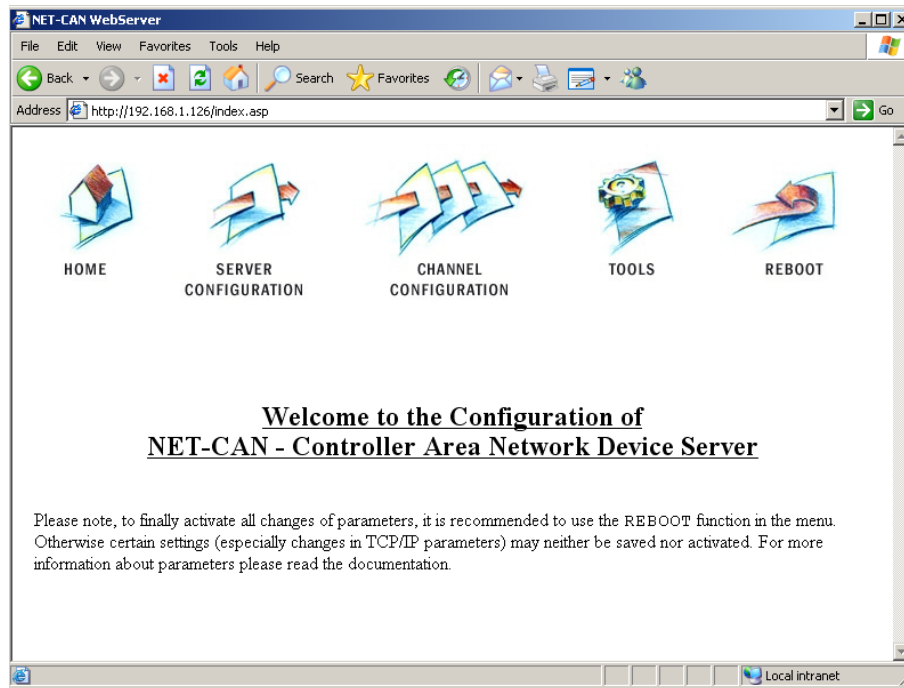 NET-CAN WebServer
File Edit View Favorites Tools Help
Back Search Favorites
Address http://192.168.1.126/index.asp Go
HOME
SERVER
CONFIGURATION
CHANNEL
CONFIGURATION
TOOLS
REBOOT
Welcome to the Configuration of
NET-CAN - Controller Area Network Device Server
Please note, to finally activate all changes of parameters, it is recommended to use the REBOOT function in the menu.
Otherwise certain settings (especially changes in TCP/IP parameters) may neither be saved nor activated. For more
information about parameters please read the documentation.
Local intranet